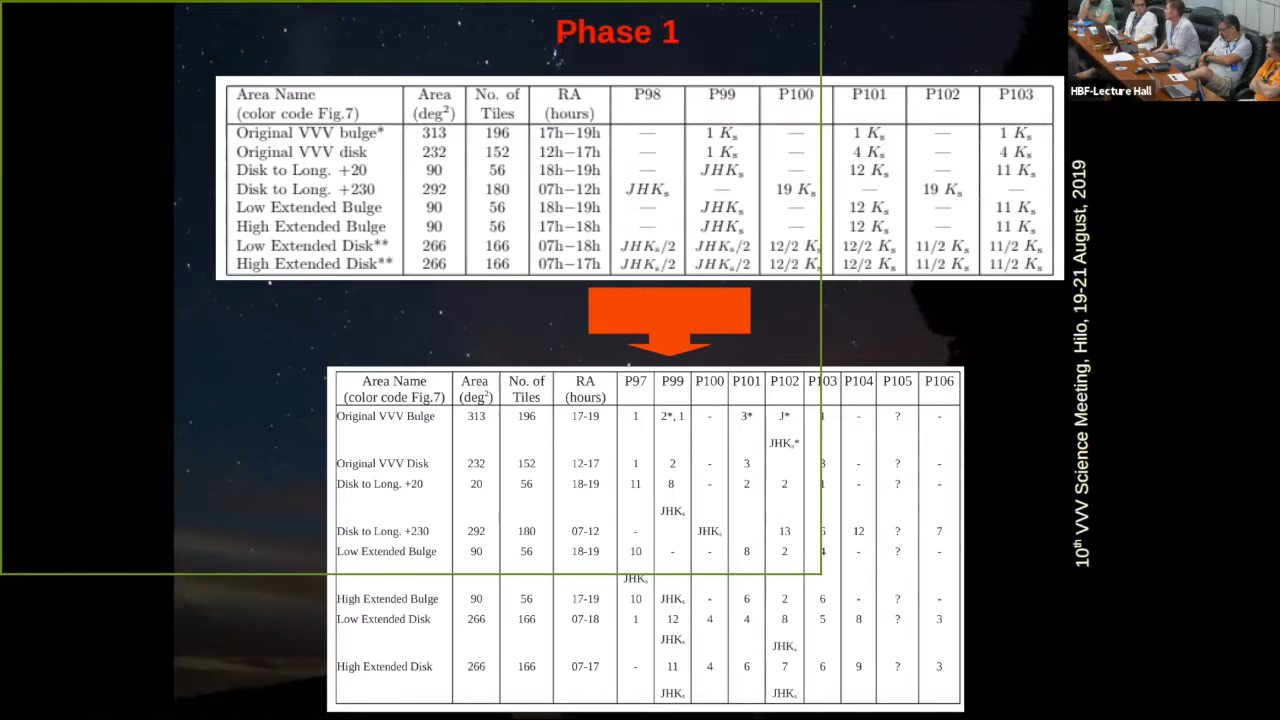 Phase 1
Area Name Area No. of RA P98 P99 P100 P101 P102 P103
(color code Fig.7) (deg²) Tiles (hours)
Original VVV bulge* 313 196 17h−19h — 1 Ks — 1 Ks — 1 Ks
Original VVV disk 232 152 12h−17h — 1 Ks — 4 Ks — 4 Ks
Disk to Long. +20 90 56 18h−19h — JHKs — 12 Ks — 11 Ks
Disk to Long. +230 292 180 07h−12h JHKs — 19 Ks — 19 Ks —
Low Extended Bulge 90 56 18h−19h — JHKs — 12 Ks — 11 Ks
High Extended Bulge 90 56 17h−18h — JHKs — 12 Ks — 11 Ks
Low Extended Disk** 266 166 07h−18h JHKs/2 JHKs/2 12/2 Ks 12/2 Ks 11/2 Ks 11/2 Ks
High Extended Disk** 266 166 07h−17h JHKs/2 JHKs/2 12/2 Ks 12/2 Ks 11/2 Ks 11/2 Ks
Area Name Area No. of RA P97 P99 P100 P101 P102 P103 P104 P105 P106
(color code Fig.7) (deg²) Tiles (hours)
Original VVV Bulge 313 196 17-19 1 2*, 1 - 3* J* 1 - ? -
JHKs*
Original VVV Disk 232 152 12-17 1 2 - 3 3 - ? -
Disk to Long. +20 20 56 18-19 11 8 - 2 2 1 - ? -
JHKs
Disk to Long. +230 292 180 07-12 - JHKs 13 6 12 ? 7
Low Extended Bulge 90 56 18-19 10 - - 8 2 4 - ? -
JHKs
High Extended Bulge 90 56 17-19 10 JHKs - 6 2 6 - ? -
Low Extended Disk 266 166 07-18 1 12 4 4 8 5 8 ? 3
JHKs JHKs
High Extended Disk 266 166 07-17 - 11 4 6 7 6 9 ? 3
JHKs JHKs
10th VVV Science Meeting, Hilo, 19-21 August, 2019
HBF-Lecture Hall